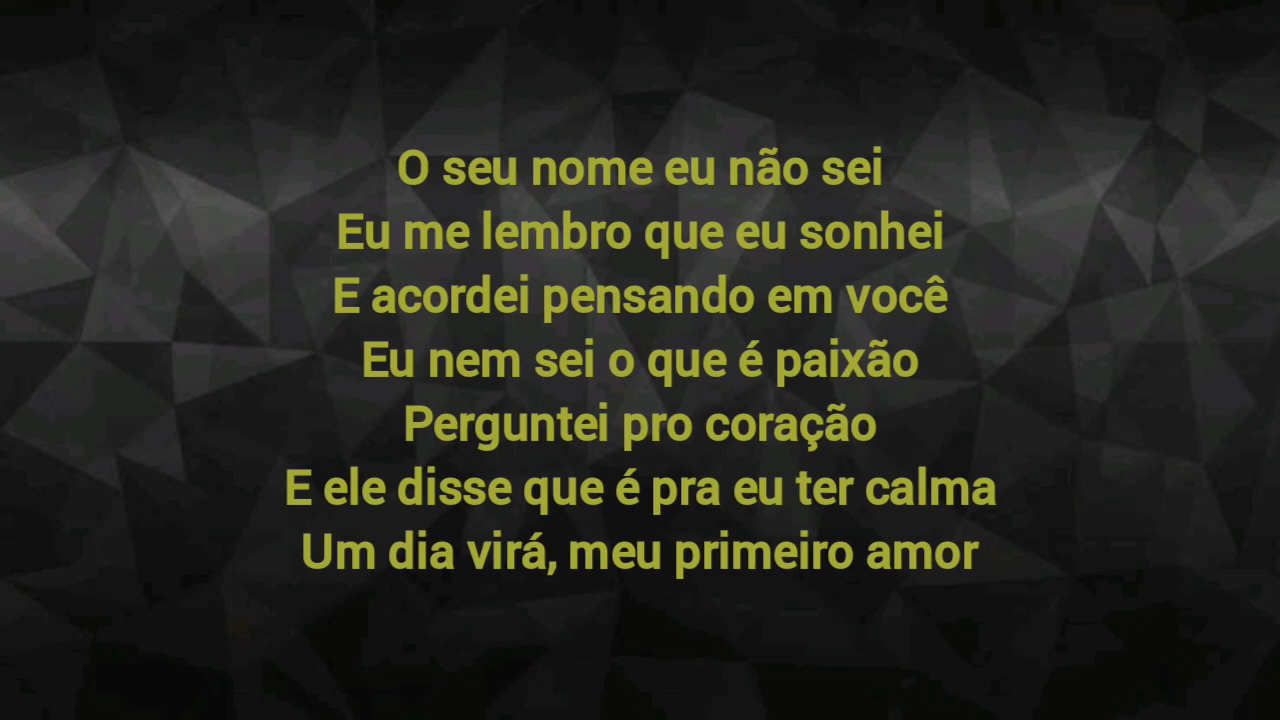 O seu nome eu não sei
Eu me lembro que eu sonhei
E acordei pensando em você
Eu nem sei o que é paixão
Perguntei pro coração
E ele disse que é pra eu ter calma
Um dia virá, meu primeiro amor